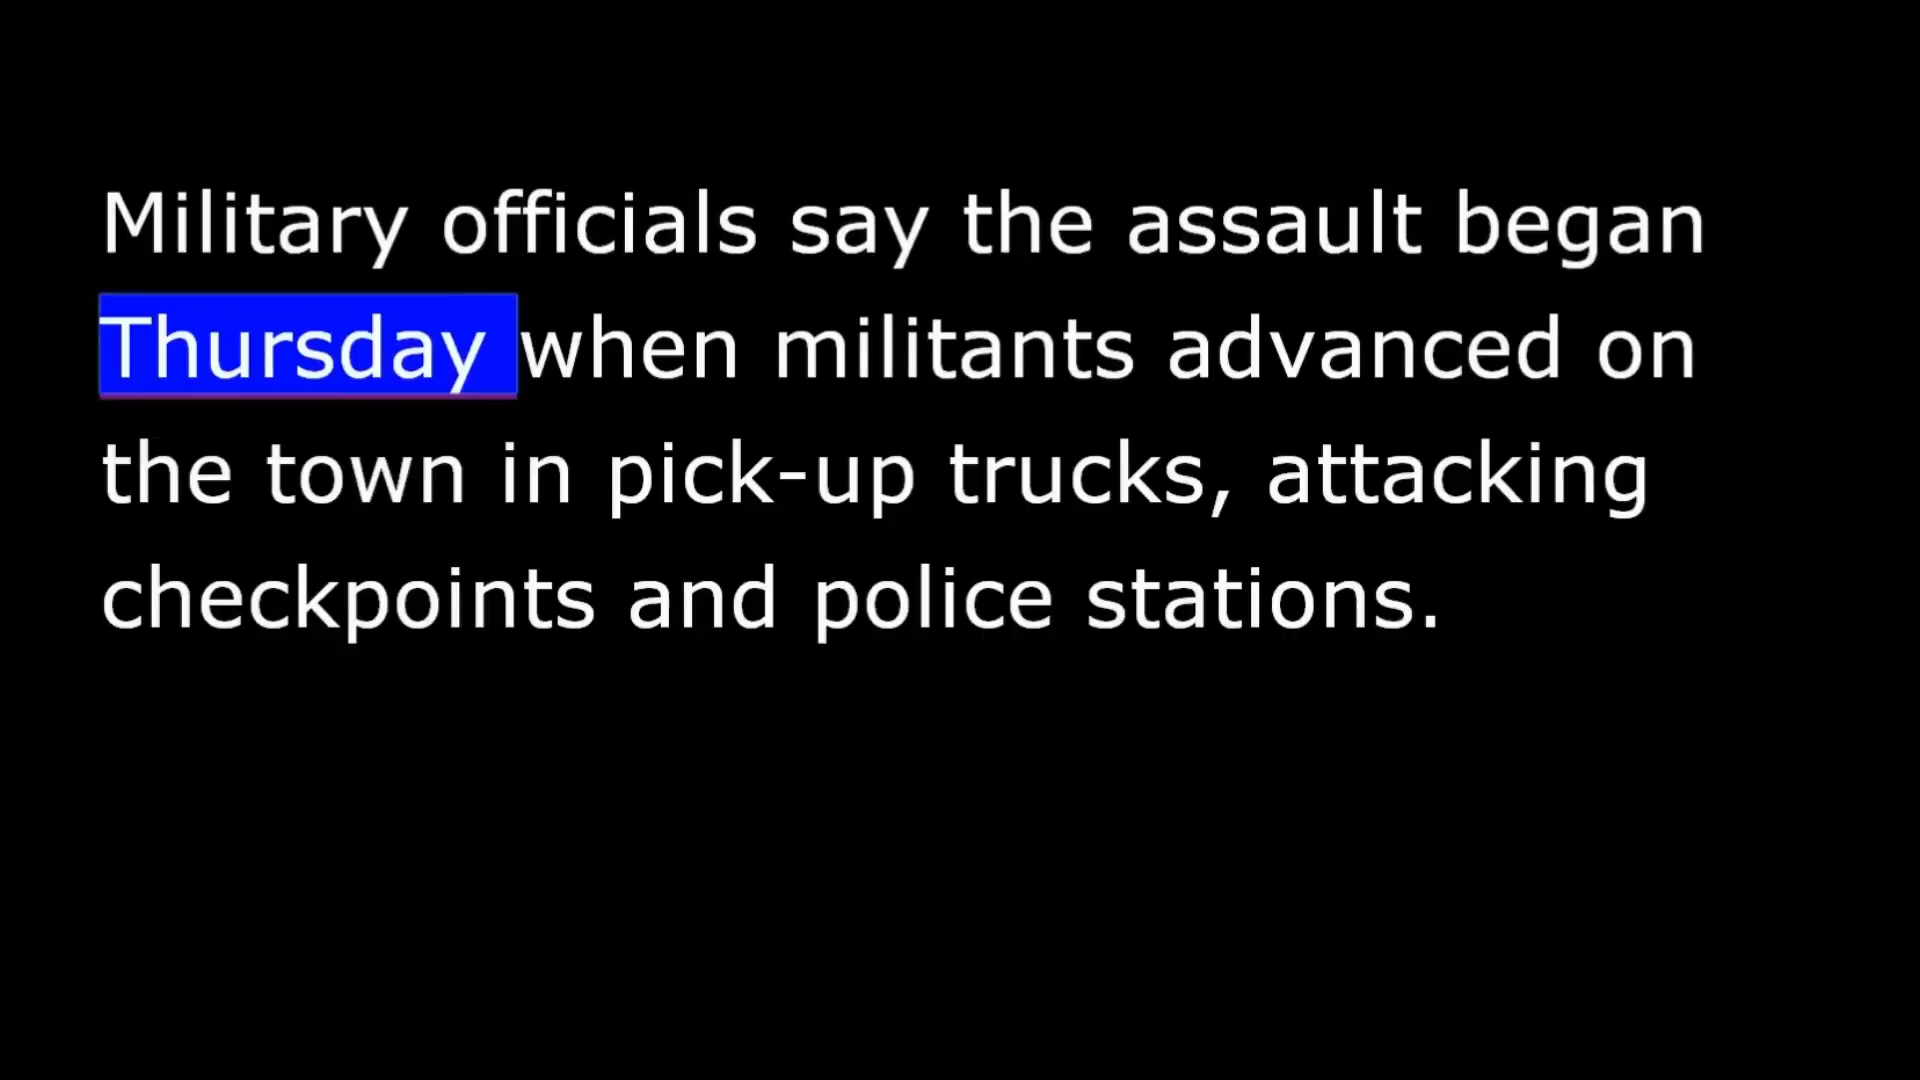 Military officials say the assault began
Thursday when militants advanced on
the town in pick-up trucks, attacking
checkpoints and police stations.